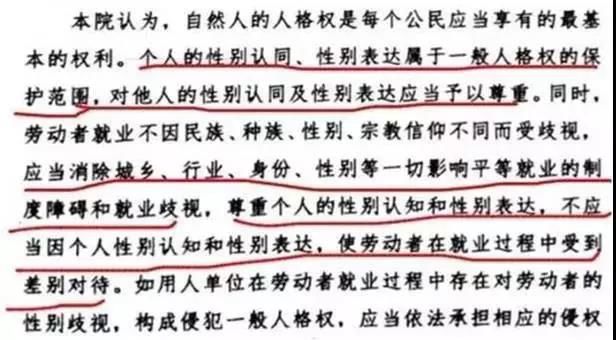 本院认为，自然人的人格权是每个公民应当享有的最基
本的权利。个人的性别认同、性别表达属于一般人格权的保
护范围，对他人的性别认同及性别表达应当予以尊重。同时，
劳动者就业不因民族、种族、性别、宗教信仰不同而受歧视，
应当消除城乡、行业、身份、性别等一切影响平等就业的制
度障碍和就业歧视，尊重个人的性别认知和性别表达，不应
当因个人性别认知和性别表达，使劳动者在就业过程中受到
差别对待。如用人单位在劳动者就业过程中存在对劳动者的
性别歧视，构成侵犯一般人格权，应当依法承担相应的侵权